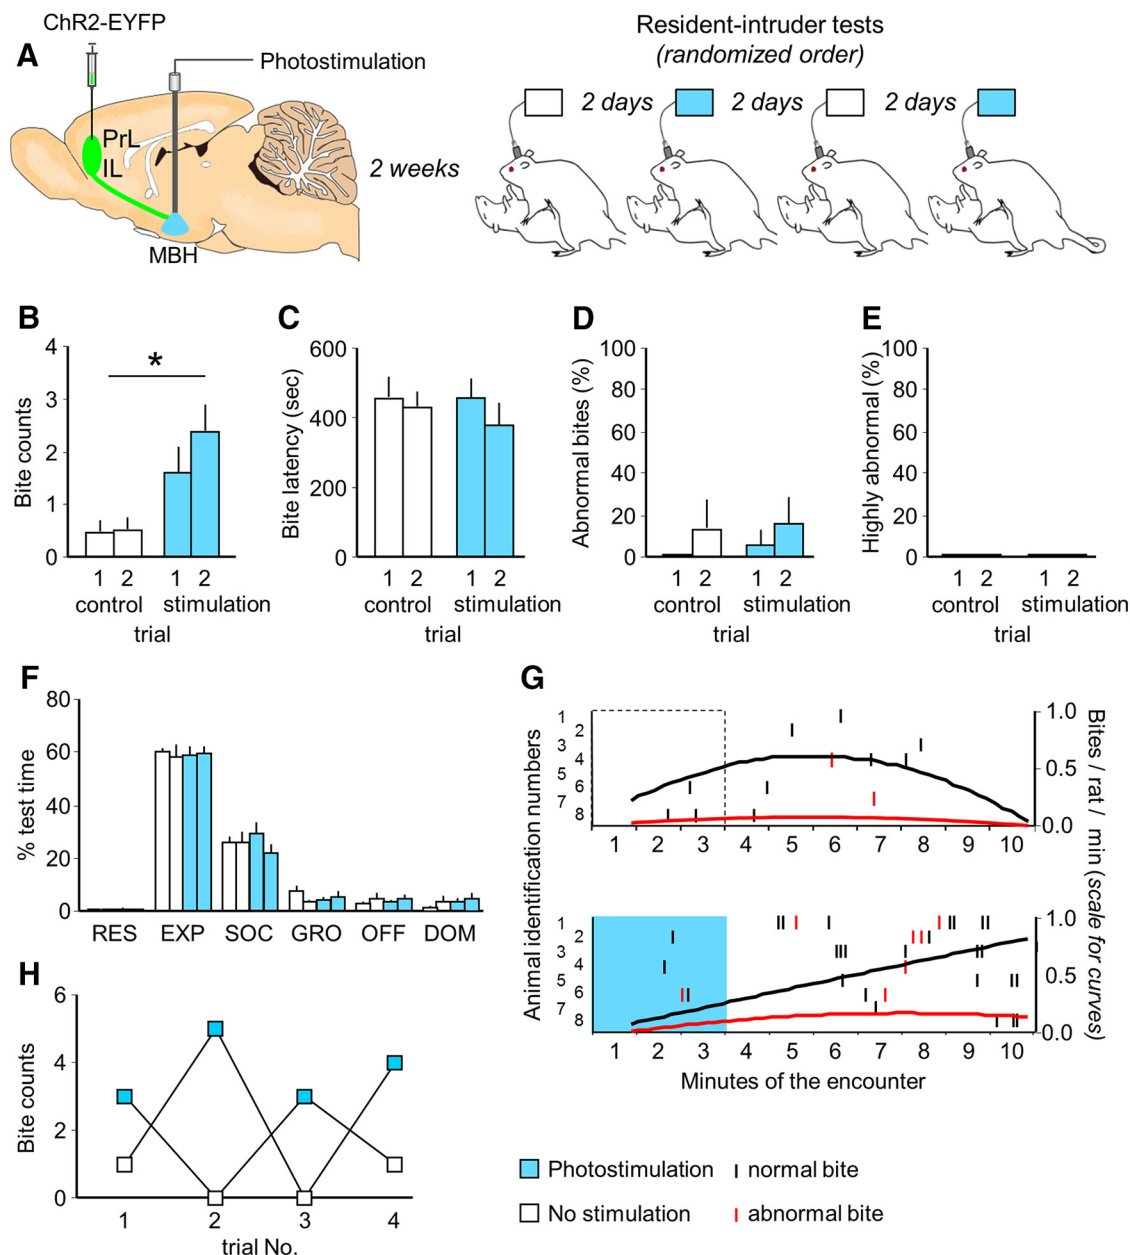 ChR2-EYFP
A
Photostimulation
PrL
IL
MBH
2 weeks
Resident-intruder tests
(randomized order)
2 days
2 days
2 days
B
Bite counts
4
3
2
1
0
1 2 1 2
control stimulation
trial
C
Bite latency (sec)
600
400
200
0
1 2 1 2
control stimulation
trial
D
Abnormal bites (%)
100
80
60
40
20
0
1 2 1 2
control stimulation
trial
E
Highly abnormal (%)
100
80
60
40
20
0
1 2 1 2
control stimulation
trial
F
% test time
80
60
40
20
0
RES EXP SOC GRO OFF DOM
G
Animal identification numbers
1
2
3
4
5
6
7
8
1.0
0.5
0.0
1 2 3 4 5 6 7 8 9 10
1
2
3
4
5
6
7
8
1.0
0.5
0.0
1 2 3 4 5 6 7 8 9 10
Minutes of the encounter
Bites / rat / min (scale for curves)
H
Bite counts
6
4
2
0
1 2 3 4
trial No.
Photostimulation
normal bite
No stimulation
abnormal bite